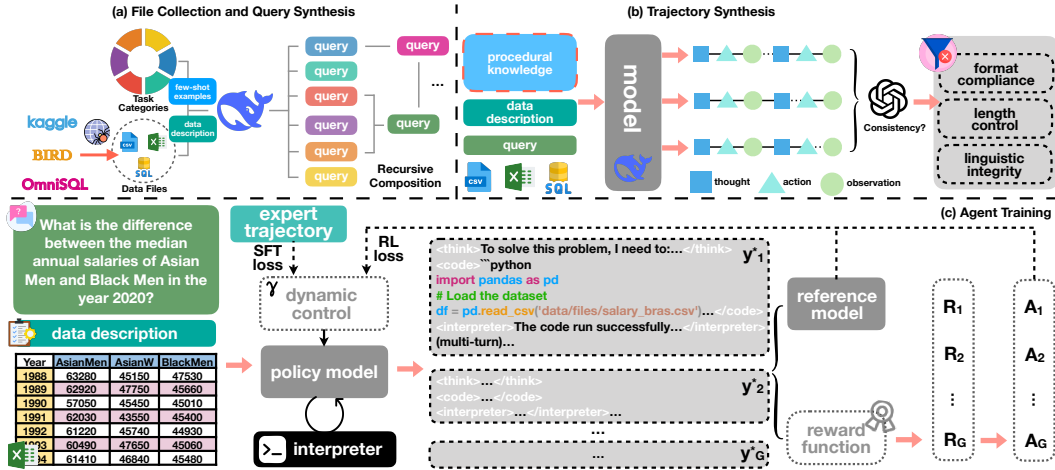 (a) File Collection and Query Synthesis
Task
Categories
few-shot
examples
data
description
kaggle
BIRD
OmniSQL
CSV
SQL
Data Files
query
query
query
query
query
query
query
query
...
Recursive
Composition
(b) Trajectory Synthesis
procedural
knowledge
data
description
query
CSV
SQL
model
...
...
...
thought
action
observation
Consistency?
format
compliance
length
control
linguistic
integrity
(c) Agent Training
What is the difference
between the median
annual salaries of Asian
Men and Black Men in the
year 2020?
data description
Year AsianMen AsianW BlackMen
1988 63280 45150 47530
1989 62920 47750 45660
1990 57050 45450 45010
1991 62030 43550 45400
1992 61220 45740 44930
60490 47650 45060
61410 46840 45480
expert
trajectory
SFT
loss
RL
loss
γ
dynamic
control
policy model
interpreter
<think>To solve this problem, I need to:...</think>
y*1
<code>```python
import pandas as pd
# Load the dataset
df = pd.read_csv('data/files/salary_bras.csv')...</code>
<interpreter>The code run successfully...</interpreter>
(multi-turn)...
<think>...</think>
y*2
<code>...</code>
<interpreter>...</interpreter>...
...
...
y*G
reference
model
reward
function
R1
R2
⋮
RG
A1
A2
⋮
AG